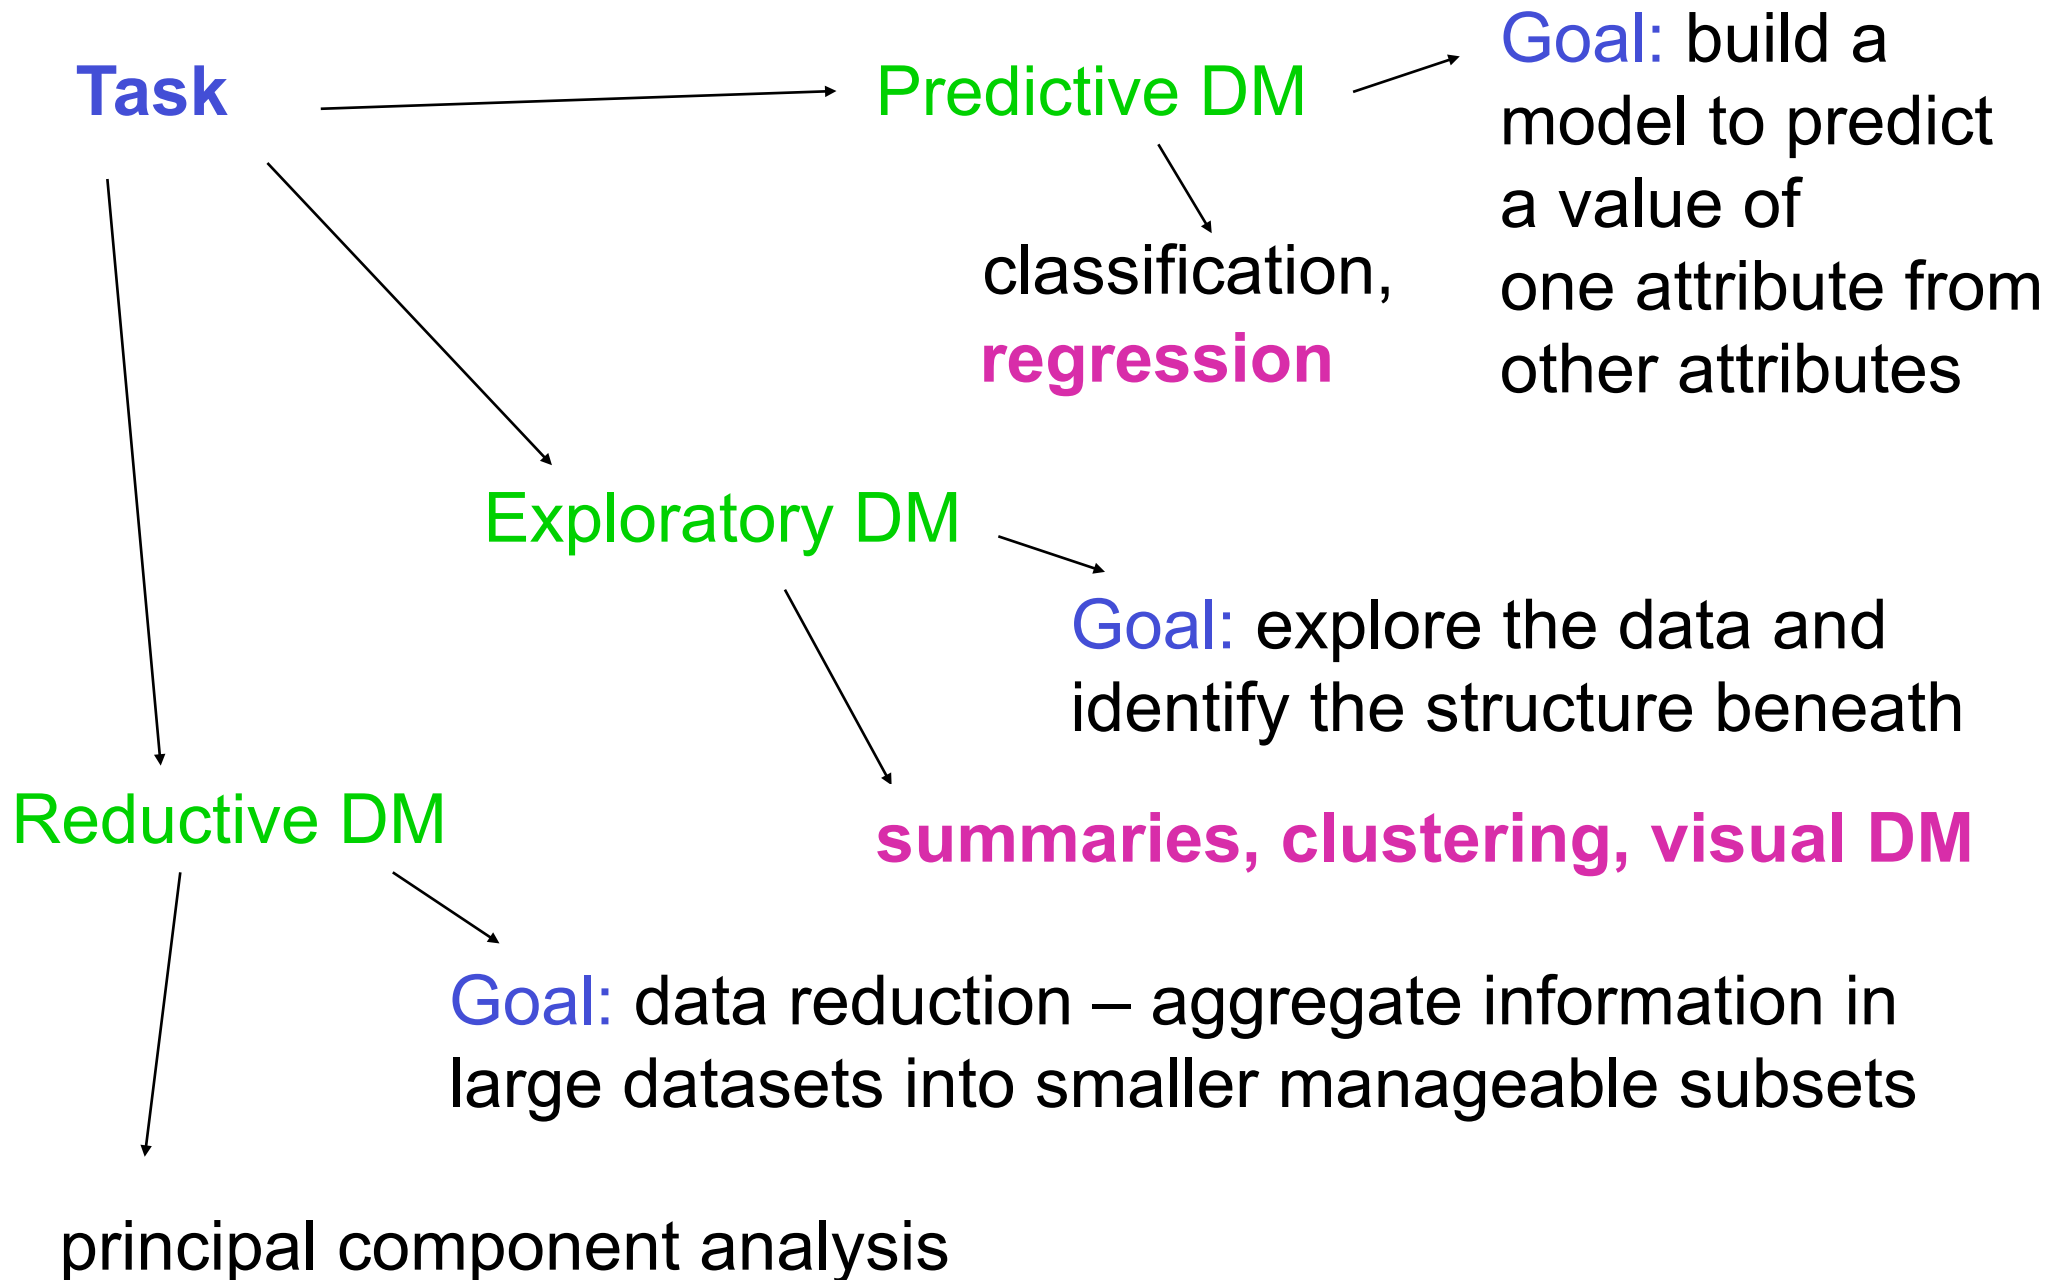 Task
Predictive DM
Goal: build a
model to predict
a value of
one attribute from
other attributes
classification,
regression
Exploratory DM
Goal: explore the data and
identify the structure beneath
summaries, clustering, visual DM
Reductive DM
Goal: data reduction – aggregate information in
large datasets into smaller manageable subsets
principal component analysis